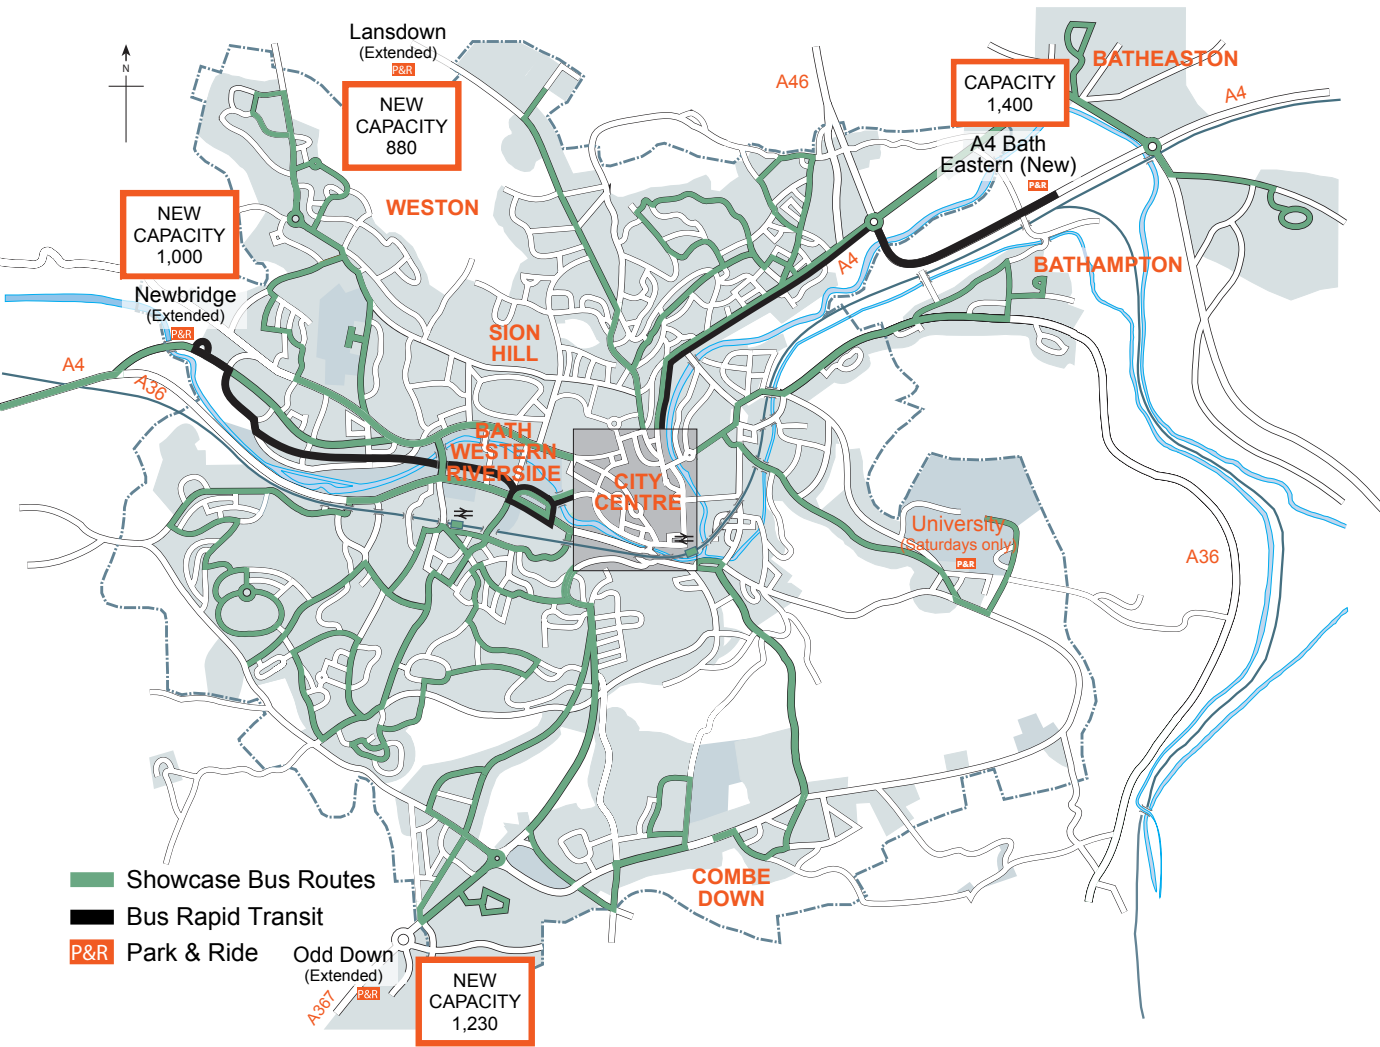 Lansdown
(Extended)
P&R
NEW
CAPACITY
880
A46
CAPACITY
1,400
BATHEASTON
A4
A4 Bath
Eastern (New)
P&R
N
NEW
CAPACITY
1,000
WESTON
Newbridge
(Extended)
P&R
A4
BATHAMPTON
SION
HILL
A4
A36
BATH
WESTERN
RIVERSIDE
CITY
CENTRE
University
(Saturdays only)
P&R
A36
COMBE
DOWN
Showcase Bus Routes
Bus Rapid Transit
P&R Park & Ride
Odd Down
(Extended)
P&R
A367
NEW
CAPACITY
1,230